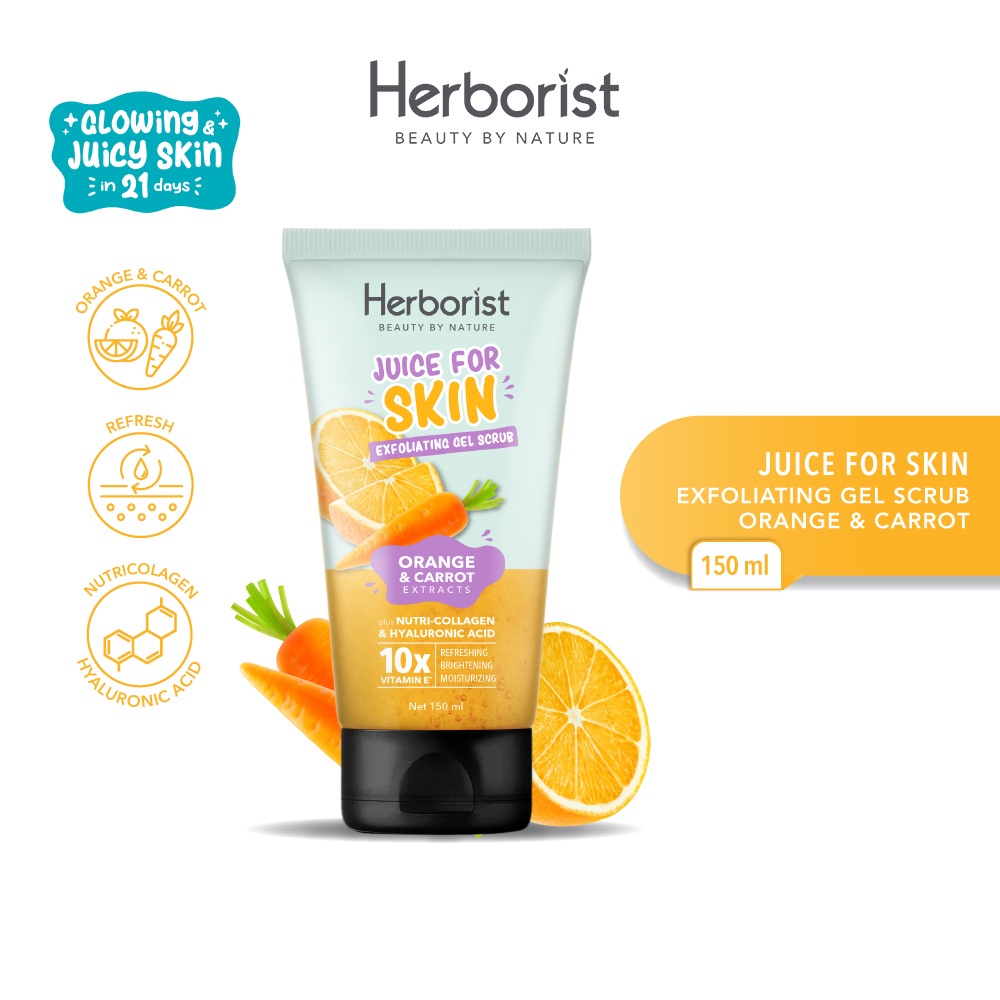 Herborist
BEAUTY BY NATURE
GLOWING &
JUICY SKIN
in 21 days
ORANGE & CARROT
REFRESH
NUTRICOLAGEN
HYALURONIC ACID
Herborist
BEAUTY BY NATURE
JUICE FOR
SKIN
EXFOLIATING GEL SCRUB
ORANGE
& CARROT
EXTRACTS
plus NUTRI-COLLAGEN
& HYALURONIC ACID
10x
VITAMIN E*
REFRESHING
BRIGHTENING
MOISTURIZING
Net 150 ml
JUICE FOR SKIN
EXFOLIATING GEL SCRUB
ORANGE & CARROT
150 ml